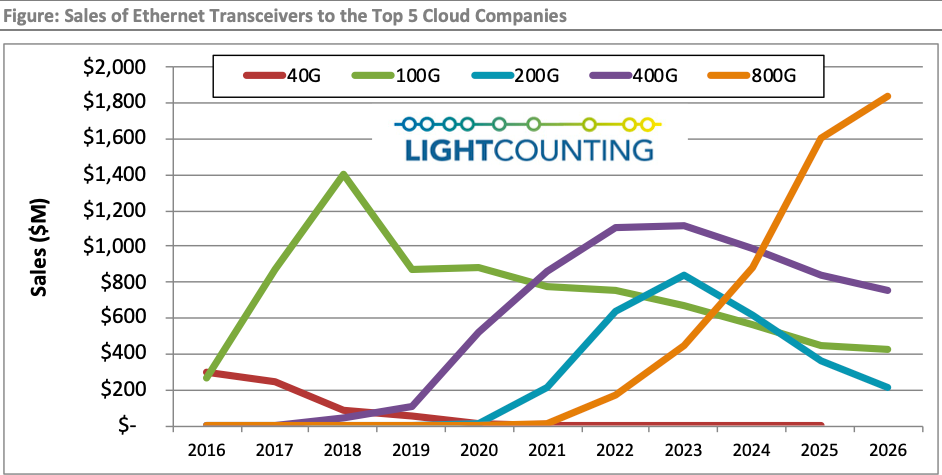 Figure: Sales of Ethernet Transceivers to the Top 5 Cloud Companies
40G 100G 200G 400G 800G
LIGHTCOUNTING
Sales ($M)
$2,000
$1,800
$1,600
$1,400
$1,200
$1,000
$800
$600
$400
$200
$-
2016 2017 2018 2019 2020 2021 2022 2023 2024 2025 2026